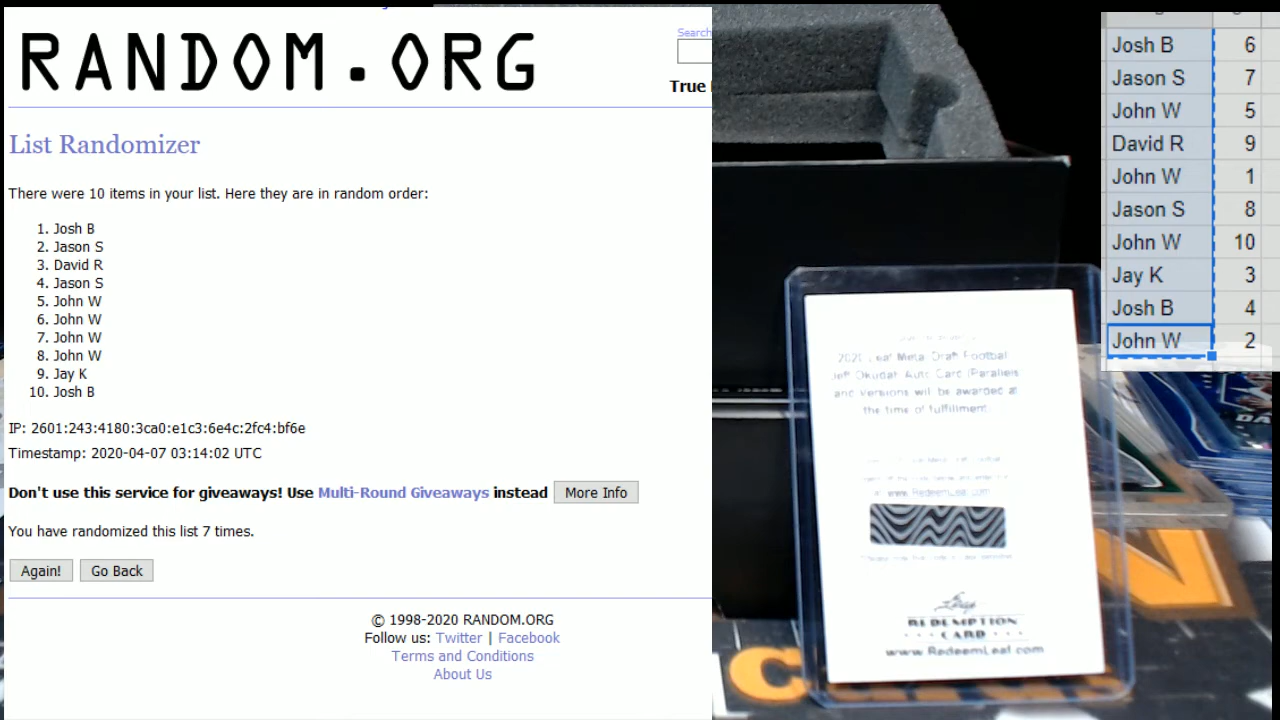 RANDOM.ORG
Search
True
List Randomizer
There were 10 items in your list. Here they are in random order:
1. Josh B
2. Jason S
3. David R
4. Jason S
5. John W
6. John W
7. John W
8. John W
9. Jay K
10. Josh B
IP: 2601:243:4180:3ca0:e1c3:6e4c:2fc4:bf6e
Timestamp: 2020-04-07 03:14:02 UTC
Don't use this service for giveaways! Use Multi-Round Giveaways instead More Info
You have randomized this list 7 times.
Again! Go Back
© 1998-2020 RANDOM.ORG
Follow us: Twitter | Facebook
Terms and Conditions
About Us
Josh B 6
Jason S 7
John W 5
David R 9
John W 1
Jason S 8
John W 10
Jay K 3
Josh B 4
John W 2
2020 Leaf Metal Draft Football
Jeff Okudah Auto Card (Parallels
and Versions will be awarded at
the time of fulfillment)
at www.RedeemLeaf.com
Leaf
REDEMPTION
CARD
www.RedeemLeaf.com
DA
N
C